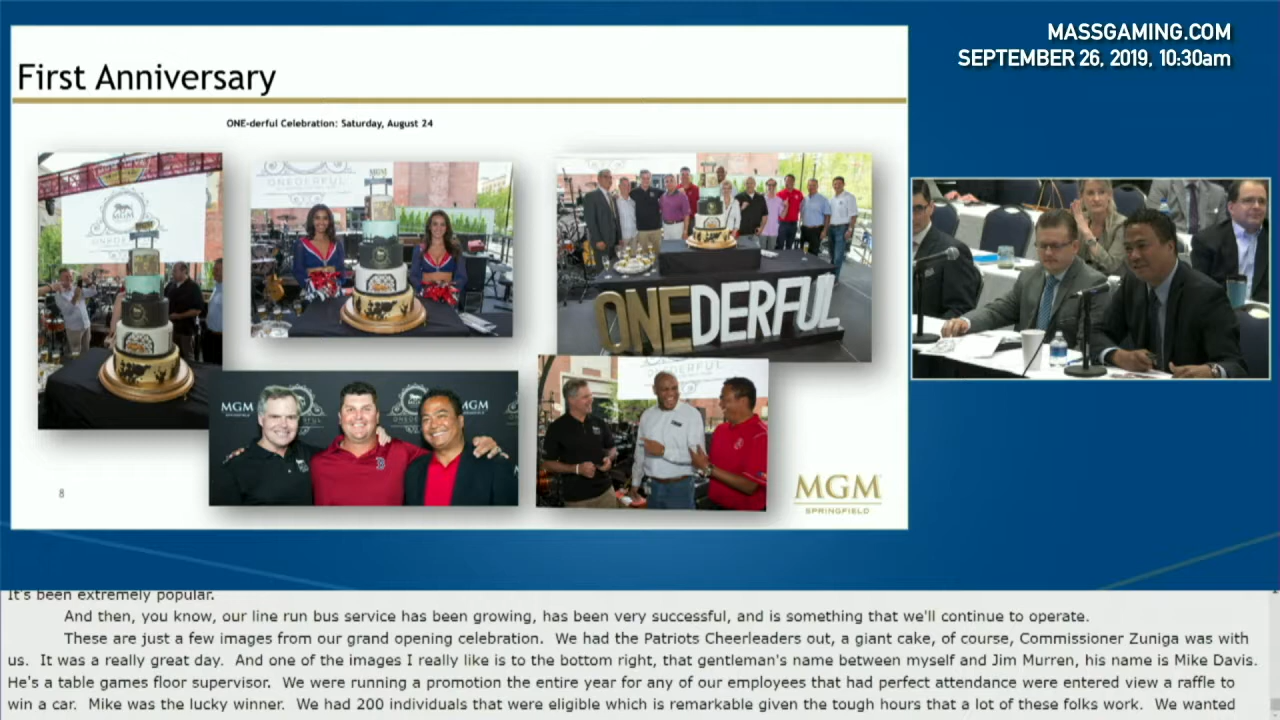 MASSGAMING.COM
SEPTEMBER 26, 2019, 10:30am
First Anniversary
ONE-derful Celebration: Saturday, August 24
MGM
ONEDERFUL
MGM
ONEDERFUL
ONEDERFUL
MGM
SPRINGFIELD
MGM
B
8
MGM
SPRINGFIELD
It's been extremely popular.
And then, you know, our line run bus service has been growing, has been very successful, and is something that we'll continue to operate.
These are just a few images from our grand opening celebration. We had the Patriots Cheerleaders out, a giant cake, of course, Commissioner Zuniga was with
us. It was a really great day. And one of the images I really like is to the bottom right, that gentleman's name between myself and Jim Murren, his name is Mike Davis.
He's a table games floor supervisor. We were running a promotion the entire year for any of our employees that had perfect attendance were entered view a raffle to
win a car. Mike was the lucky winner. We had 200 individuals that were eligible which is remarkable given the tough hours that a lot of these folks work. We wanted